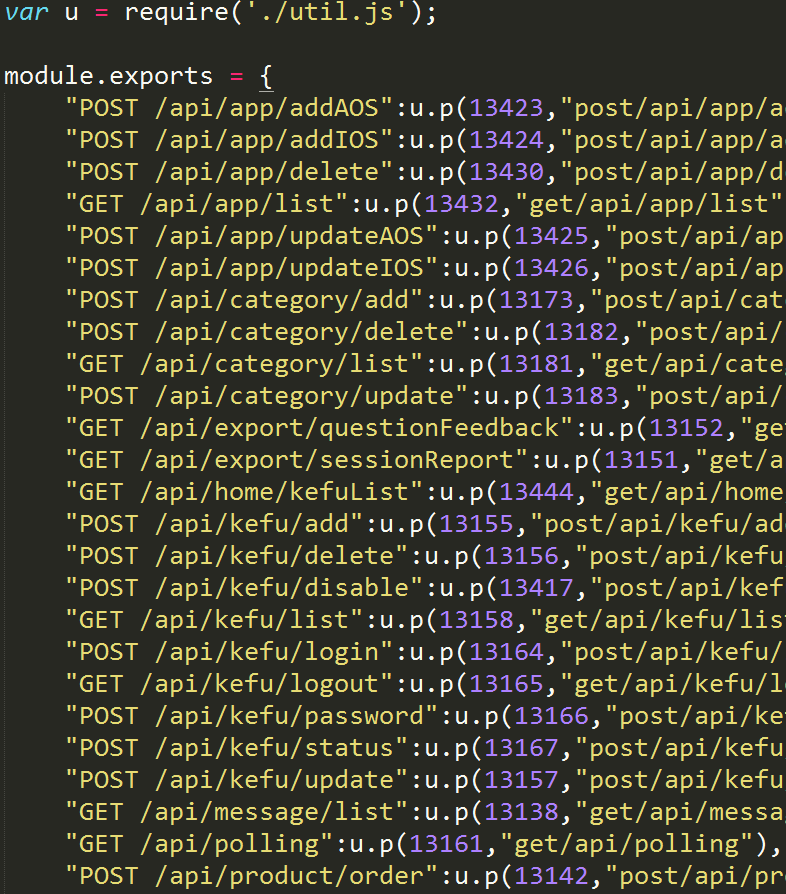 var u = require('./util.js');
module.exports = {
"POST /api/app/addAOS":u.p(13423,"post/api/app/a
"POST /api/app/addIOS":u.p(13424,"post/api/app/a
"POST /api/app/delete":u.p(13430,"post/api/app/d
"GET /api/app/list":u.p(13432,"get/api/app/list"
"POST /api/app/updateAOS":u.p(13425,"post/api/ap
"POST /api/app/updateIOS":u.p(13426,"post/api/ap
"POST /api/category/add":u.p(13173,"post/api/cat
"POST /api/category/delete":u.p(13182,"post/api/
"GET /api/category/list":u.p(13181,"get/api/cate
"POST /api/category/update":u.p(13183,"post/api/
"GET /api/export/questionFeedback":u.p(13152,"ge
"GET /api/export/sessionReport":u.p(13151,"get/a
"GET /api/home/kefuList":u.p(13444,"get/api/home
"POST /api/kefu/add":u.p(13155,"post/api/kefu/ad
"POST /api/kefu/delete":u.p(13156,"post/api/kefu
"POST /api/kefu/disable":u.p(13417,"post/api/kef
"GET /api/kefu/list":u.p(13158,"get/api/kefu/lis
"POST /api/kefu/login":u.p(13164,"post/api/kefu/
"GET /api/kefu/logout":u.p(13165,"get/api/kefu/l
"POST /api/kefu/password":u.p(13166,"post/api/ke
"POST /api/kefu/status":u.p(13167,"post/api/kefu
"POST /api/kefu/update":u.p(13157,"post/api/kefu
"GET /api/message/list":u.p(13138,"get/api/messa
"GET /api/polling":u.p(13161,"get/api/polling"),
"POST /api/product/order":u.p(13142,"post/api/pr